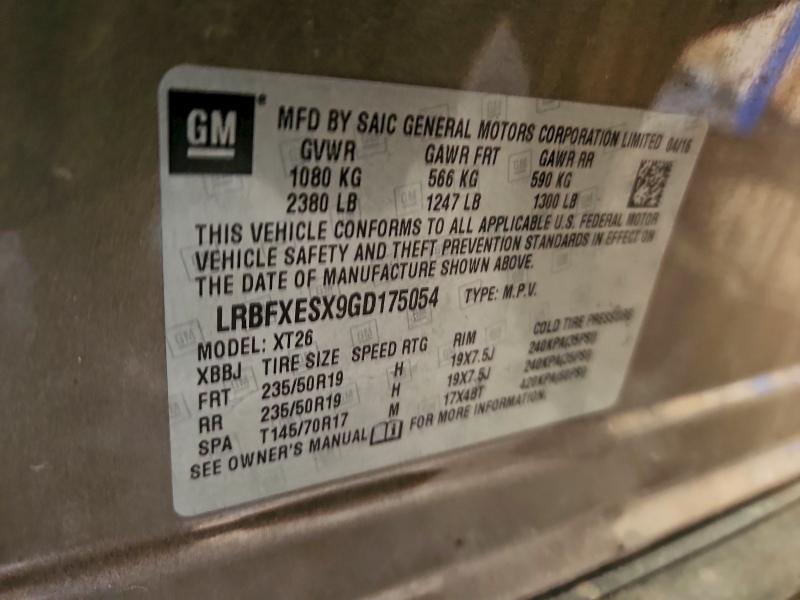 GM ®
MFD BY SAIC GENERAL MOTORS CORPORATION LIMITED 04/16
GVWR GAWR FRT GAWR RR
1080 KG 566 KG 590 KG
2380 LB 1247 LB 1300 LB
THIS VEHICLE CONFORMS TO ALL APPLICABLE U.S. FEDERAL MOTOR
VEHICLE SAFETY AND THEFT PREVENTION STANDARDS IN EFFECT ON
THE DATE OF MANUFACTURE SHOWN ABOVE.
LRBFXESX9GD175054 TYPE: M.P.V.
MODEL: XT26
XBBJ TIRE SIZE SPEED RTG RIM COLD TIRE PRESSURE
FRT 235/50R19 H 19X7.5J 240KPA(35PSI)
RR 235/50R19 H 19X7.5J 240KPA(35PSI)
SPA T145/70R17 M 17X4BT 420KPA(60PSI)
SEE OWNER'S MANUAL FOR MORE INFORMATION.